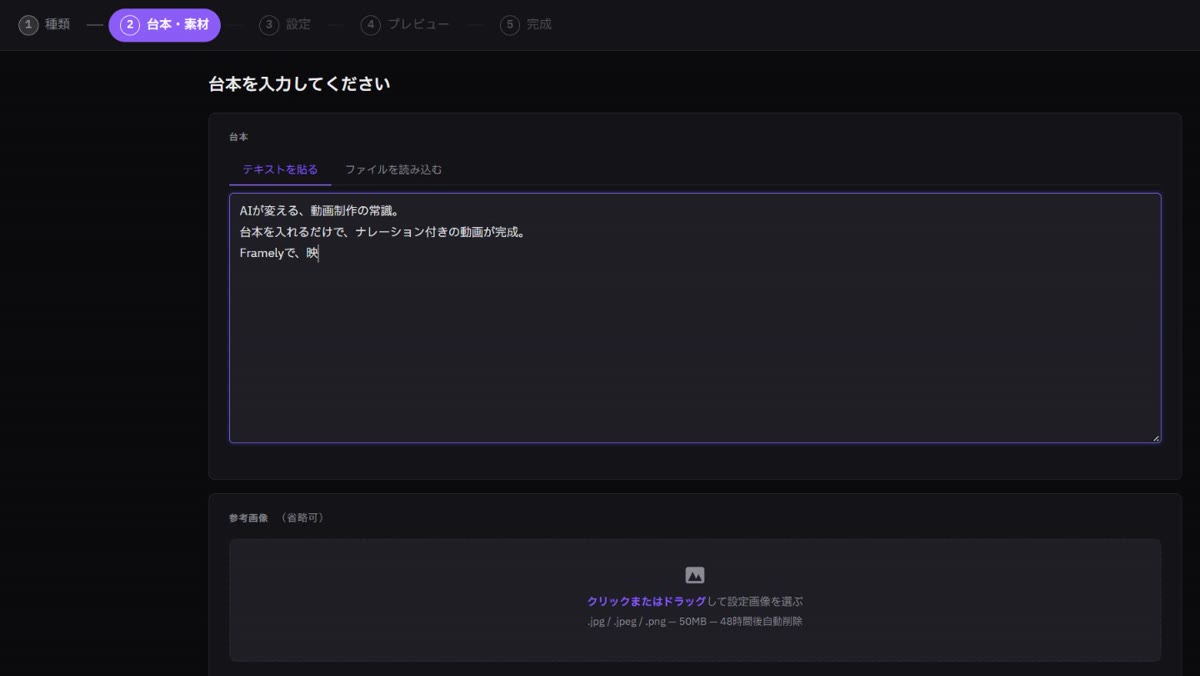 1 種類 — 2 台本・素材 — 3 設定 — 4 プレビュー — 5 完成
台本を入力してください
台本
テキストを貼る ファイルを読み込む
AIが変える、動画制作の常識。
台本を入れるだけで、ナレーション付きの動画が完成。
Framelyで、映
参考画像 （省略可）
クリックまたはドラッグして設定画像を選ぶ
.jpg / .jpeg / .png — 50MB — 48時間後自動削除